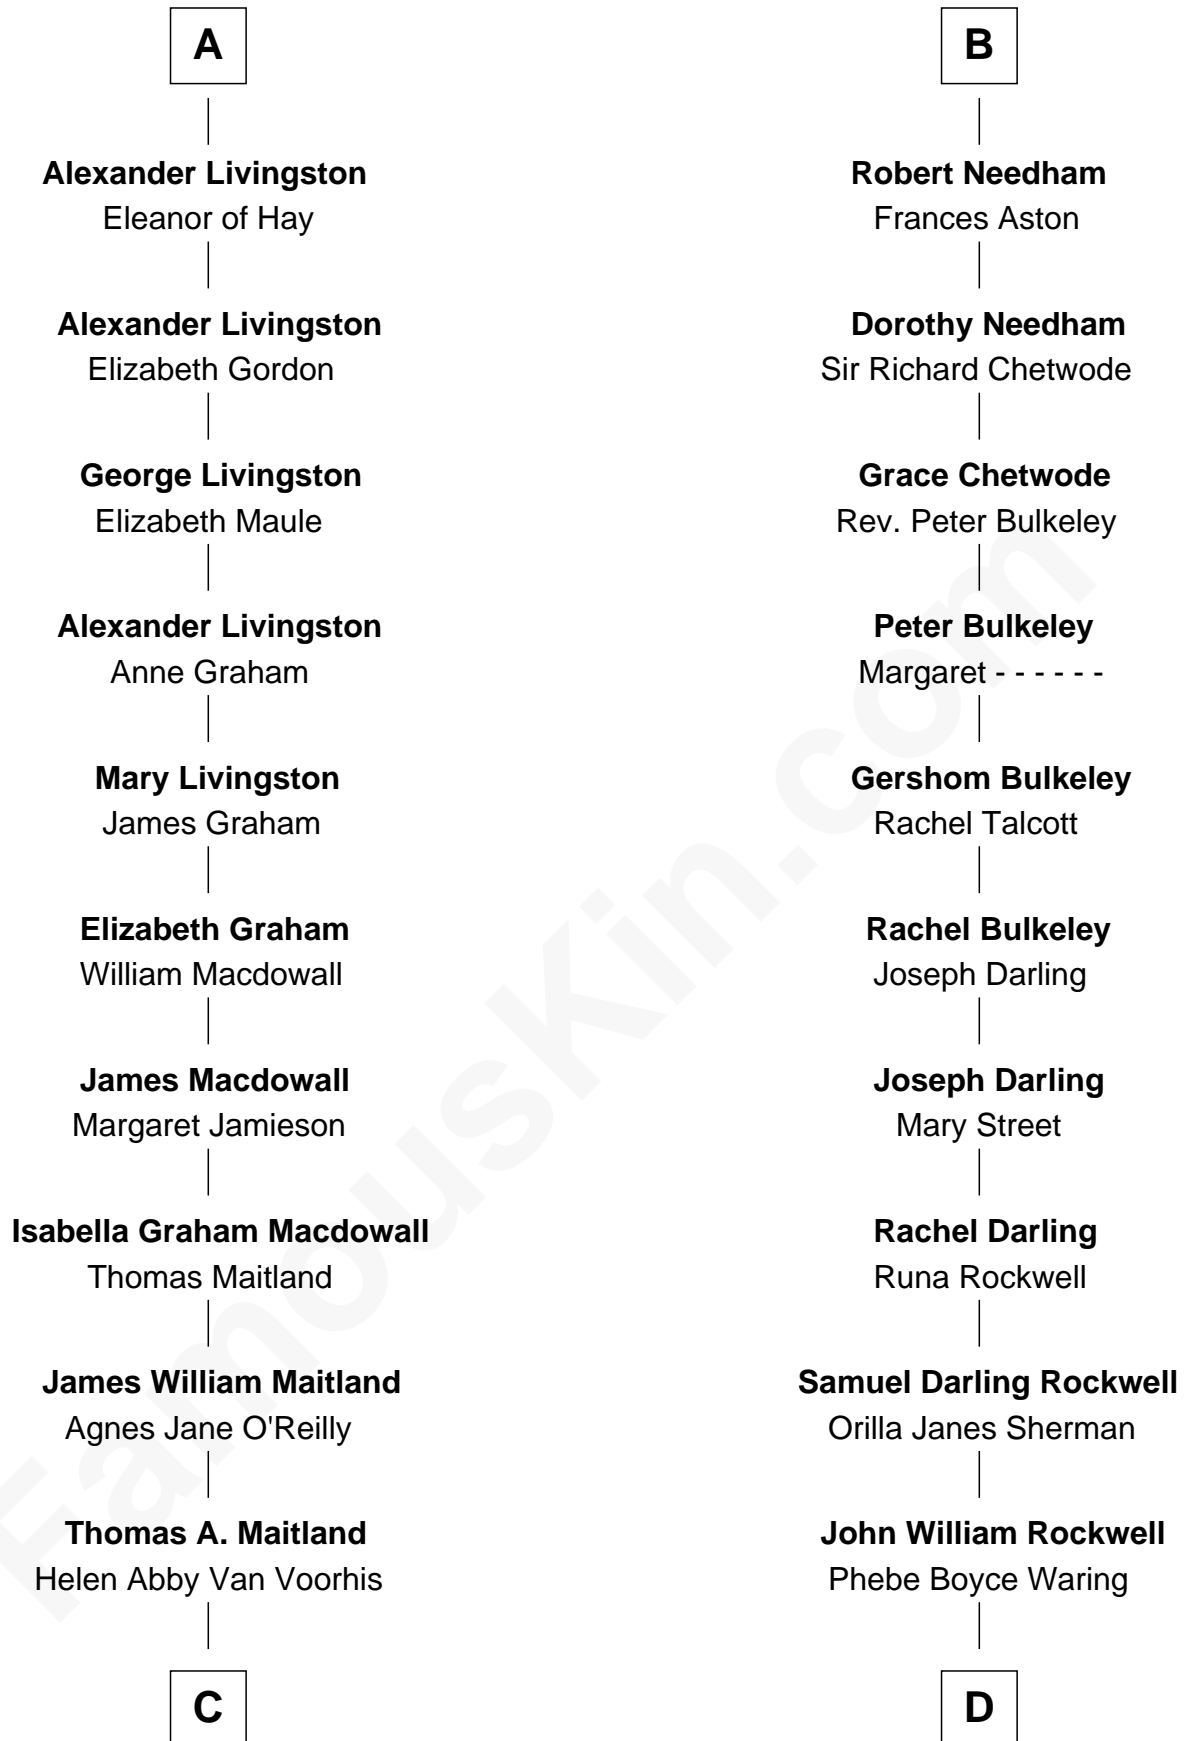 A
Alexander Livingston
Eleanor of Hay
Alexander Livingston
Elizabeth Gordon
George Livingston
Elizabeth Maule
Alexander Livingston
Anne Graham
Mary Livingston
James Graham
Elizabeth Graham
William Macdowall
James Macdowall
Margaret Jamieson
Isabella Graham Macdowall
Thomas Maitland
James William Maitland
Agnes Jane O'Reilly
Thomas A. Maitland
Helen Abby Van Voorhis
C
B
Robert Needham
Frances Aston
Dorothy Needham
Sir Richard Chetwode
Grace Chetwode
Rev. Peter Bulkeley
Peter Bulkeley
Margaret - - - - - -
Gershom Bulkeley
Rachel Talcott
Rachel Bulkeley
Joseph Darling
Joseph Darling
Mary Street
Rachel Darling
Runa Rockwell
Samuel Darling Rockwell
Orilla Janes Sherman
John William Rockwell
Phebe Boyce Waring
D
FamousKin.com